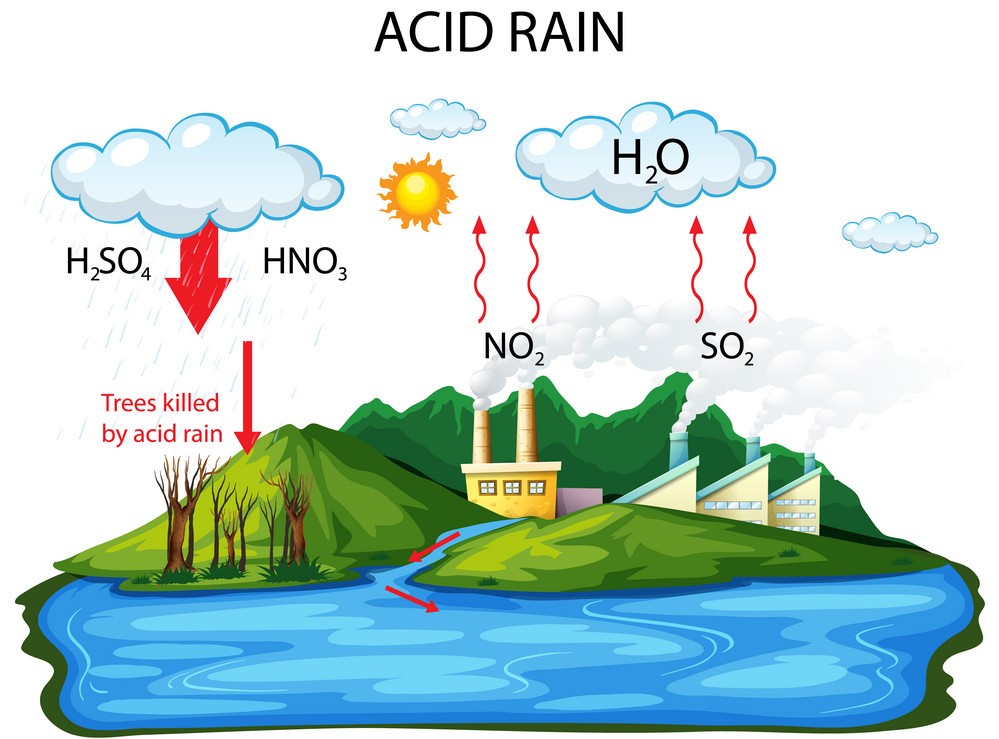 ACID RAIN
H₂O
H₂SO₄
HNO₃
NO₂
SO₂
Trees killed
by acid rain